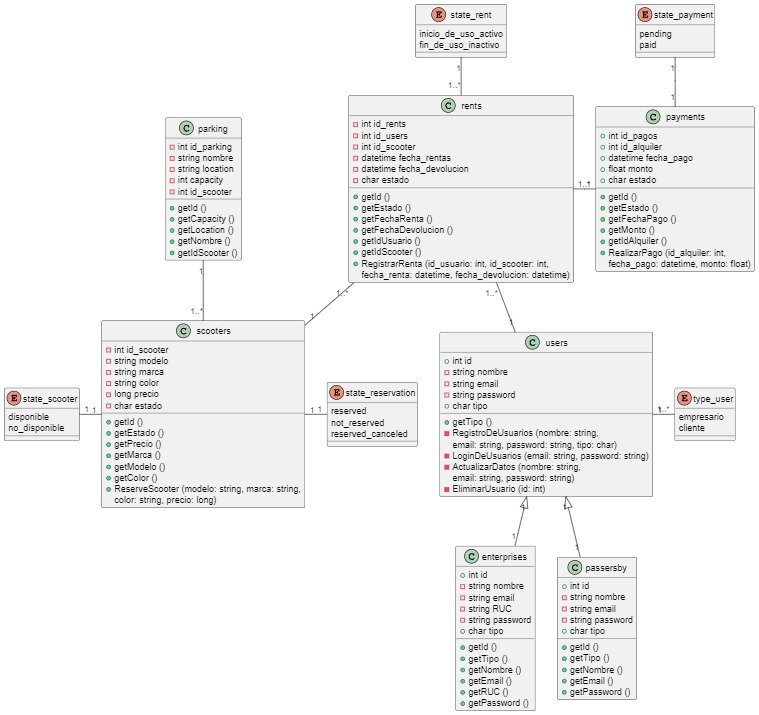 E state_rent
inicio_de_uso_activo
fin_de_uso_inactivo
1
1..*
E state_payment
pending
paid
1
1
C parking
int id_parking
string nombre
string location
int capacity
int id_scooter
getId ()
getCapacity ()
getLocation ()
getNombre ()
getIdScooter ()
1
1..*
C rents
int id_rents
int id_users
int id_scooter
datetime fecha_rentas
datetime fecha_devolucion
char estado
getId ()
getEstado ()
getFechaRenta ()
getFechaDevolucion ()
getIdUsuario ()
getIdScooter ()
RegistrarRenta (id_usuario: int, id_scooter: int,
fecha_renta: datetime, fecha_devolucion: datetime)
1..*
1
1..*
1
C payments
int id_pagos
int id_alquiler
datetime fecha_pago
float monto
char estado
getId ()
getEstado ()
getFechaPago ()
getMonto ()
getIdAlquiler ()
RealizarPago (id_alquiler: int,
fecha_pago: datetime, monto: float)
C scooters
int id_scooter
string modelo
string marca
string color
long precio
char estado
getId ()
getEstado ()
getPrecio ()
getMarca ()
getModelo ()
getColor ()
ReserveScooter (modelo: string, marca: string,
color: string, precio: long)
E state_scooter
disponible
no_disponible
1 1
E state_reservation
reserved
not_reserved
reserved_canceled
1 1
C users
int id
string nombre
string email
string password
char tipo
getTipo ()
RegistroDeUsuarios (nombre: string,
email: string, password: string, tipo: char)
LoginDeUsuarios (email: string, password: string)
ActualizarDatos (nombre: string,
email: string, password: string)
EliminarUsuario (id: int)
E type_user
empresario
cliente
C enterprises
int id
string nombre
string email
string RUC
string password
char tipo
getId ()
getTipo ()
getNombre ()
getEmail ()
getRUC ()
getPassword ()
1
C passersby
int id
string nombre
string email
string password
char tipo
getId ()
getTipo ()
getNombre ()
getEmail ()
getPassword ()
1